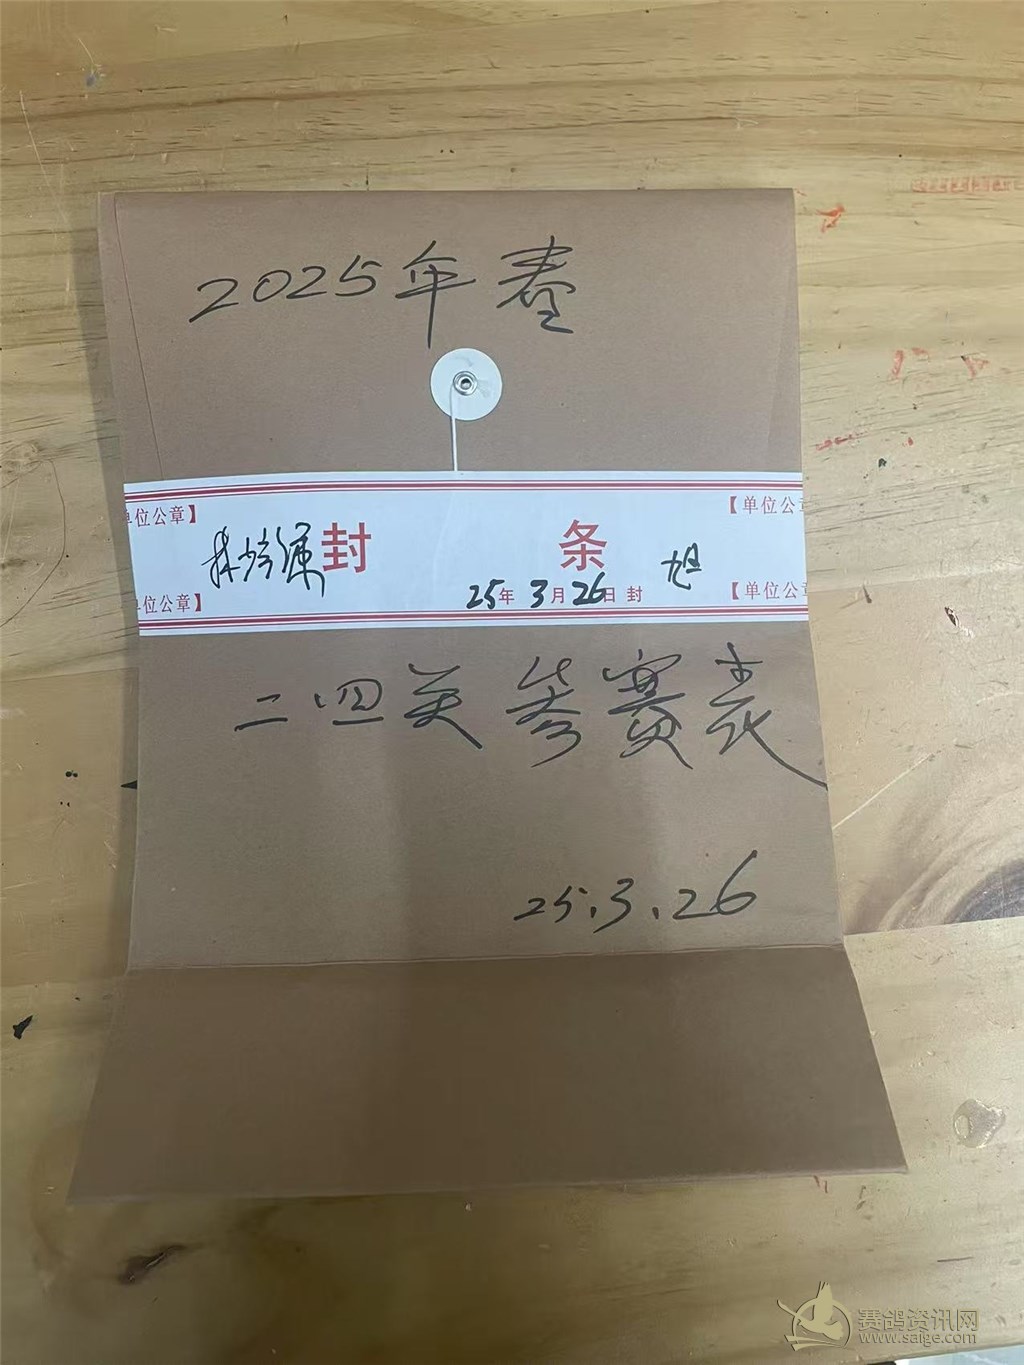 2025年春
单位公章】
【单位公章
封 条
旭
25年 3月26日 封
单位公章】
【单位公章
二四关 参赛表
25.3.26
赛鸽资讯网
www.saige.com